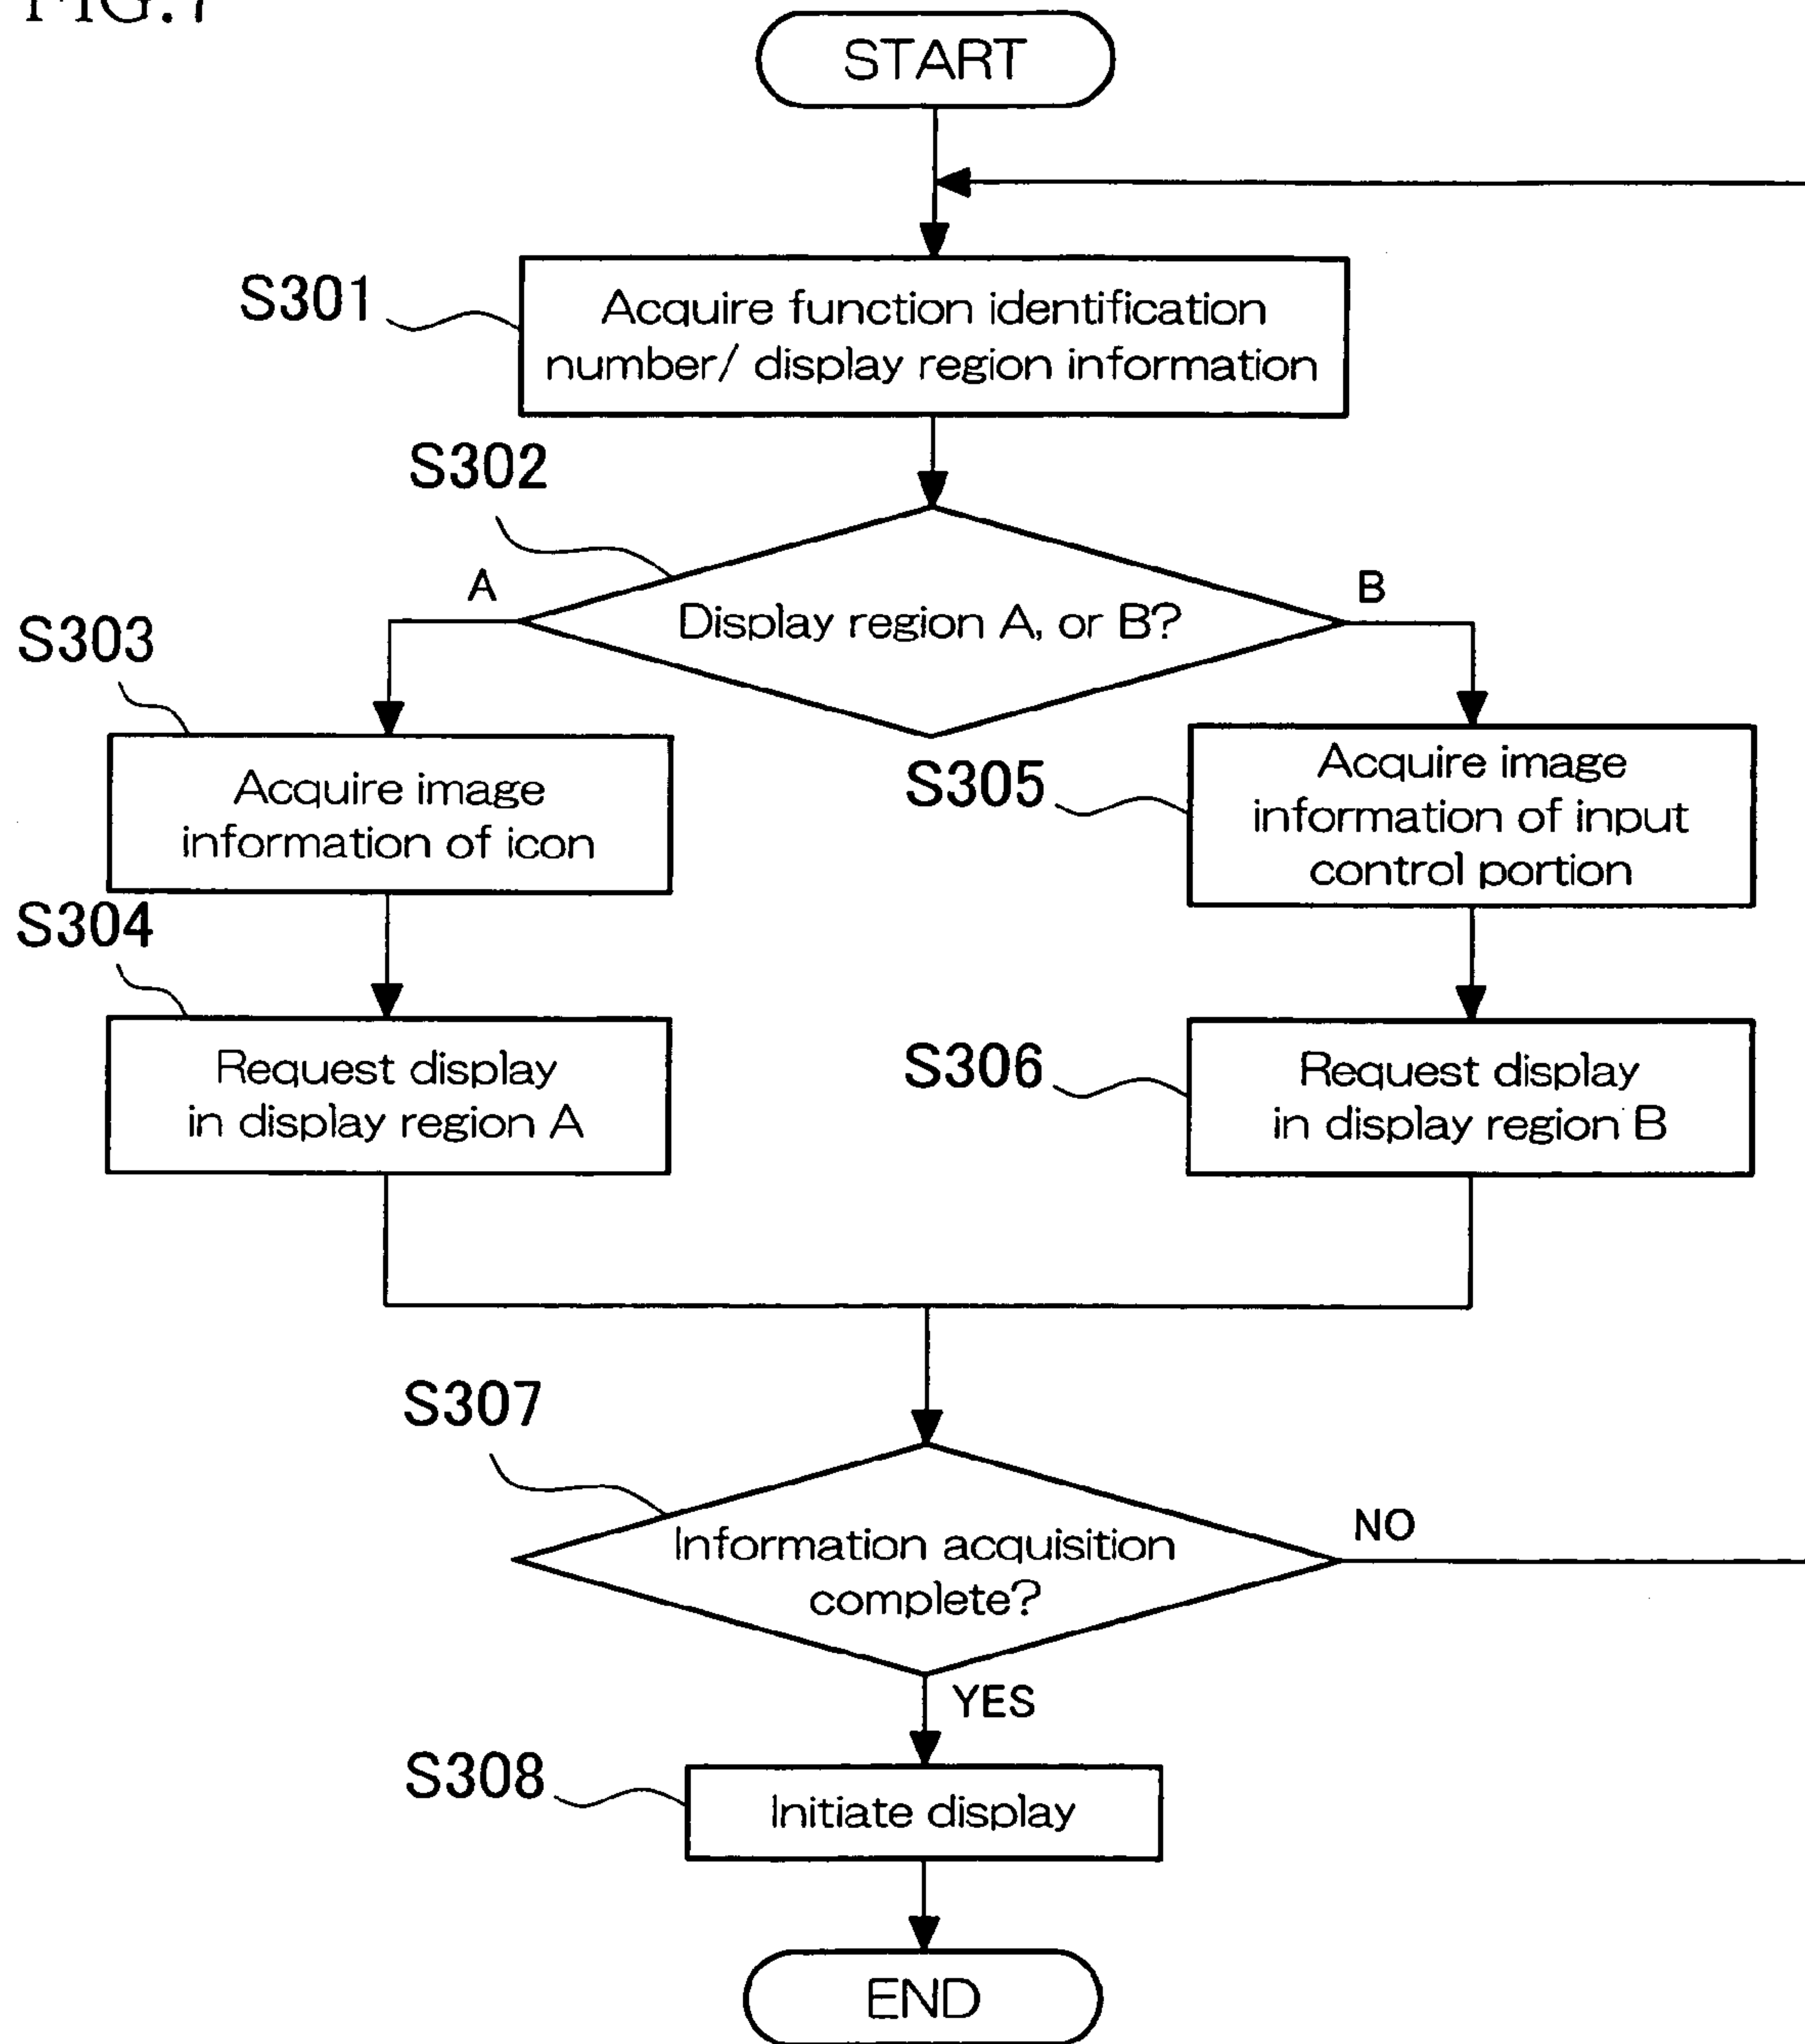 FIG.7
START
S301
Acquire function identification
number/ display region information
S302
A
B
Display region A, or B?
S303
Acquire image
information of icon
S305
Acquire image
information of input
control portion
S304
Request display
in display region A
S306
Request display
in display region B
S307
Information acquisition
complete?
NO
YES
S308
Initiate display
END